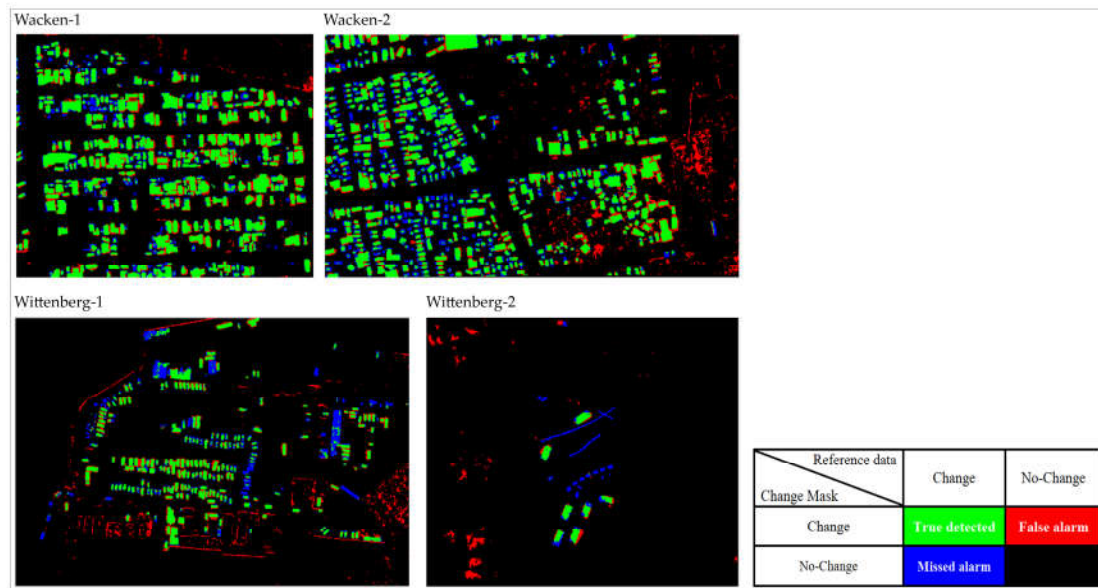 Wacken-1
Wacken-2
Wittenberg-1
Wittenberg-2
Reference data
Change Mask
Change
No-Change
Change
True detected
False alarm
No-Change
Missed alarm